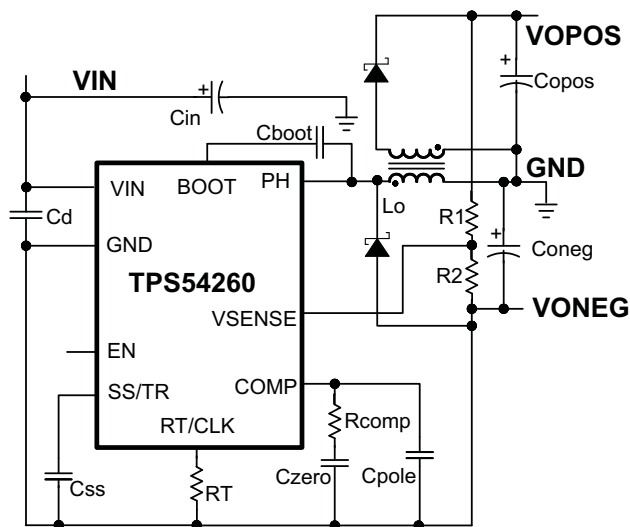 VOPOS
VIN
+
+
Copos
Cin
Cboot
GND
VIN
BOOT
PH
Lo
R1
Cd
GND
+
Coneg
TPS54260
R2
VSENSE
VONEG
EN
COMP
SS/TR
RT/CLK
Rcomp
Css
RT
Czero
Cpole